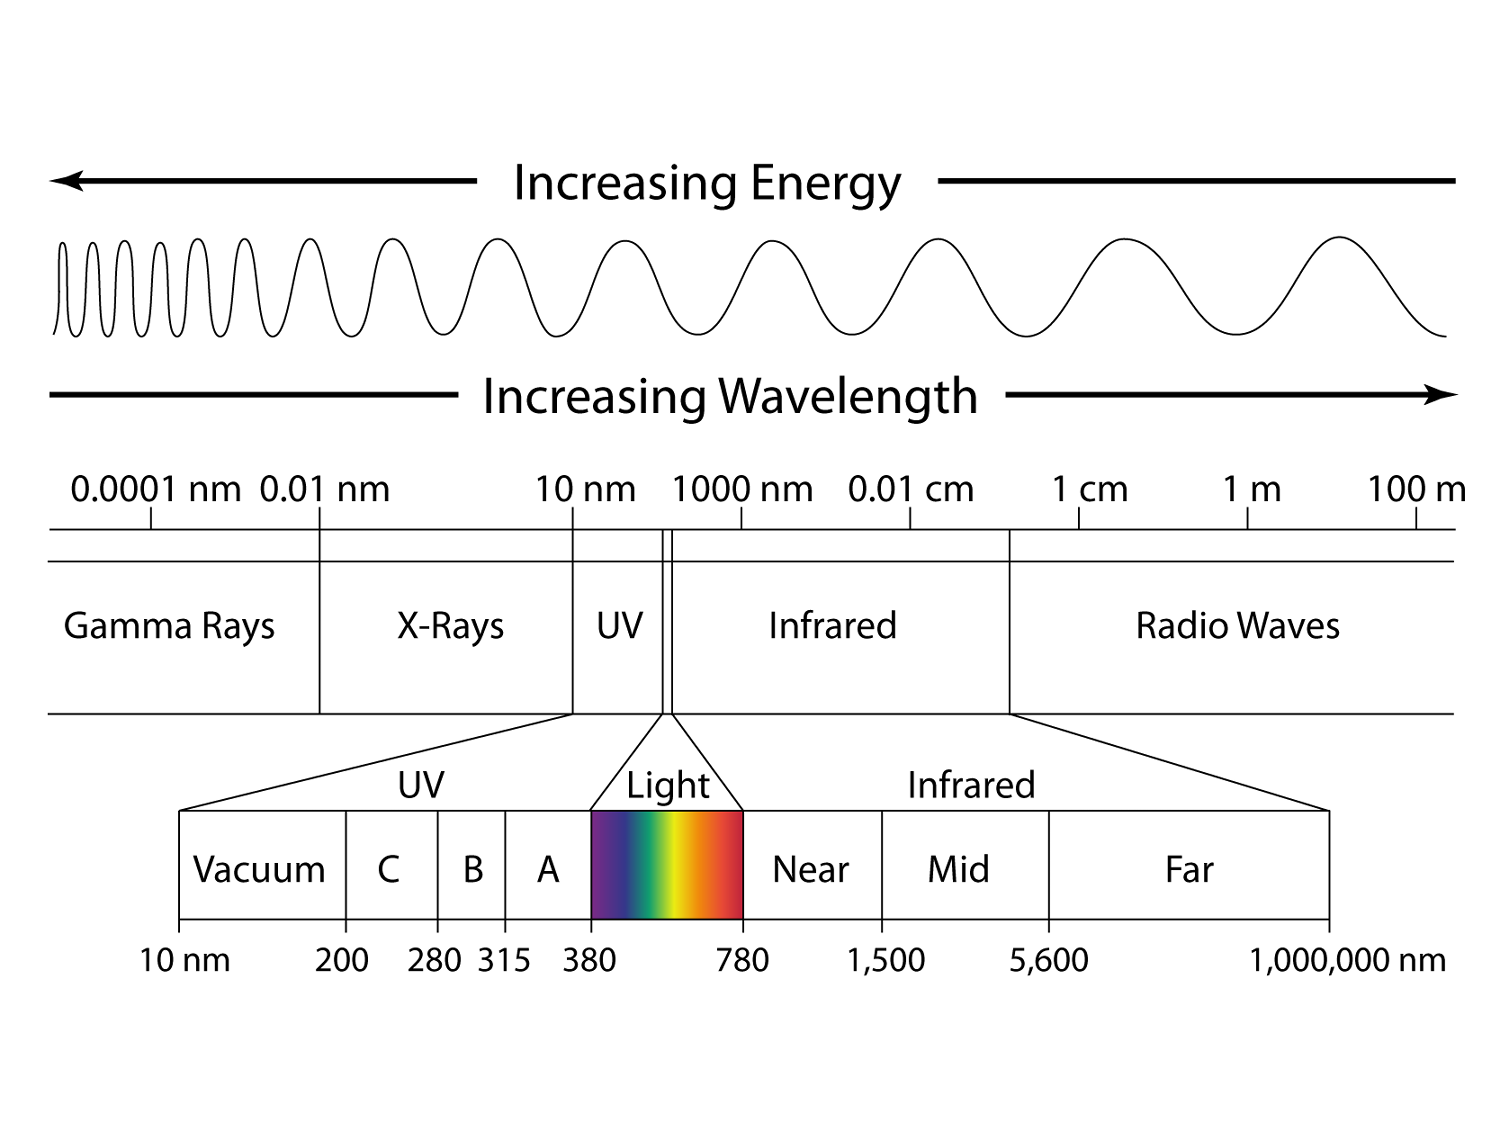 Increasing Energy
Increasing Wavelength
0.0001 nm 0.01 nm 10 nm 1000 nm 0.01 cm 1 cm 1 m 100 m
Gamma Rays X-Rays UV Infrared Radio Waves
UV Light Infrared
Vacuum C B A Near Mid Far
10 nm 200 280 315 380 780 1,500 5,600 1,000,000 nm